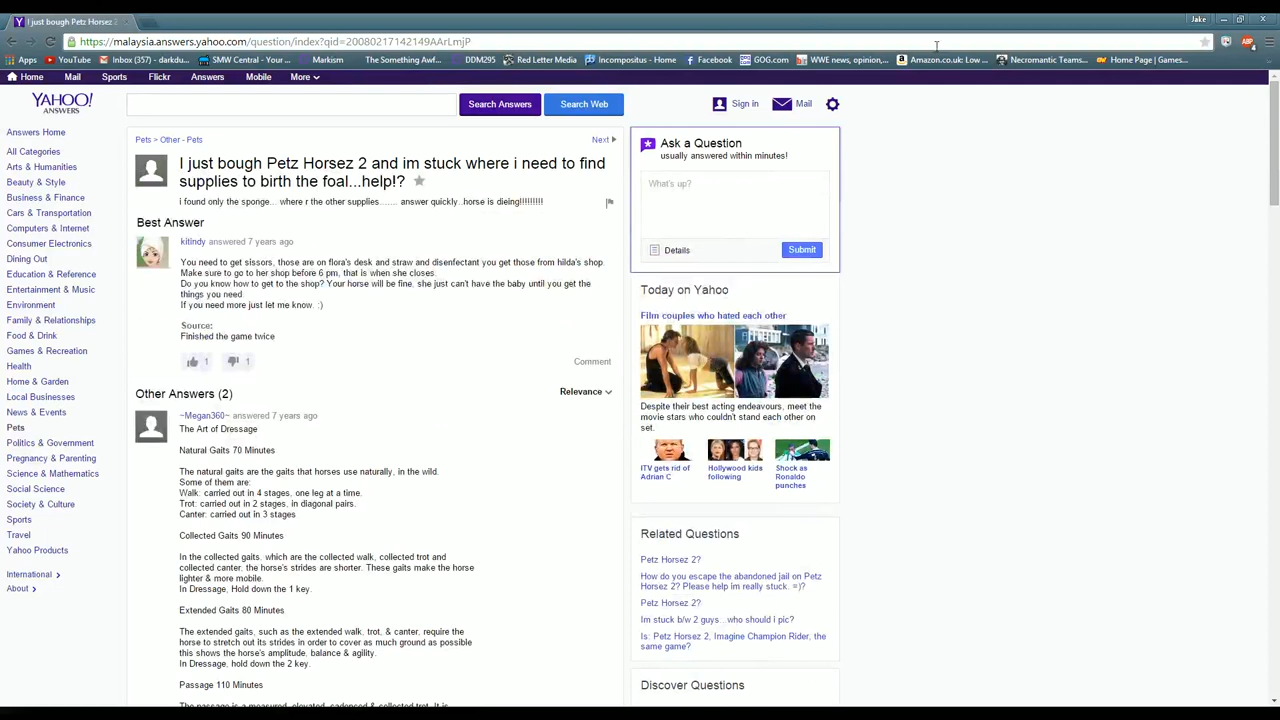 I just bough Petz Horsez 2
Jake
https://malaysia.answers.yahoo.com/question/index?qid=20080217142149AArLmjP
Apps YouTube Inbox (357) - darkdu... SMW Central - Your ... Markism The Something Awf... DDM295 Red Letter Media Incompositus - Home Facebook GOG.com WWE news, opinion,... Amazon.co.uk: Low ... Necromantic Teams... Home Page | Games...
Home Mail Sports Flickr Answers Mobile More
YAHOO!
ANSWERS
Search Answers
Search Web
Sign in
Mail
Answers Home
All Categories
Arts & Humanities
Beauty & Style
Business & Finance
Cars & Transportation
Computers & Internet
Consumer Electronics
Dining Out
Education & Reference
Entertainment & Music
Environment
Family & Relationships
Food & Drink
Games & Recreation
Health
Home & Garden
Local Businesses
News & Events
Pets
Politics & Government
Pregnancy & Parenting
Science & Mathematics
Social Science
Society & Culture
Sports
Travel
Yahoo Products
International
About
Pets > Other - Pets
Next
I just bough Petz Horsez 2 and im stuck where i need to find
supplies to birth the foal...help!?
i found only the sponge... where r the other supplies....... answer quickly..horse is dieing!!!!!!!!!
Best Answer
kitindy answered 7 years ago
You need to get sissors, those are on flora's desk and straw and disenfectant you get those from hilda's shop.
Make sure to go to her shop before 6 pm, that is when she closes.
Do you know how to get to the shop? Your horse will be fine, she just can't have the baby until you get the
things you need.
If you need more just let me know. :)
Source:
Finished the game twice
1
1
Comment
Other Answers (2)
Relevance
~Megan360~ answered 7 years ago
The Art of Dressage
Natural Gaits 70 Minutes
The natural gaits are the gaits that horses use naturally, in the wild.
Some of them are:
Walk: carried out in 4 stages, one leg at a time.
Trot: carried out in 2 stages, in diagonal pairs.
Canter: carried out in 3 stages
Collected Gaits 90 Minutes
In the collected gaits, which are the collected walk, collected trot and
collected canter, the horse's strides are shorter. These gaits make the horse
lighter & more mobile.
In Dressage, Hold down the 1 key.
Extended Gaits 80 Minutes
The extended gaits, such as the extended walk, trot, & canter, require the
horse to stretch out its strides in order to cover as much ground as possible
this shows the horse's amplitude, balance & agility.
In Dressage, hold down the 2 key.
Passage 110 Minutes
The passage is a measured, elevated, cadenced & collected trot. It is
Ask a Question
usually answered within minutes!
What's up?
Details
Submit
Today on Yahoo
Film couples who hated each other
Despite their best acting endeavours, meet the
movie stars who couldn't stand each other on
set.
ITV gets rid of
Adrian C
Hollywood kids
following
Shock as
Ronaldo
punches
Related Questions
Petz Horsez 2?
How do you escape the abandoned jail on Petz
Horsez 2? Please help im really stuck. =)?
Petz Horsez 2?
Im stuck b/w 2 guys...who should i pic?
Is: Petz Horsez 2, Imagine Champion Rider, the
same game?
Discover Questions